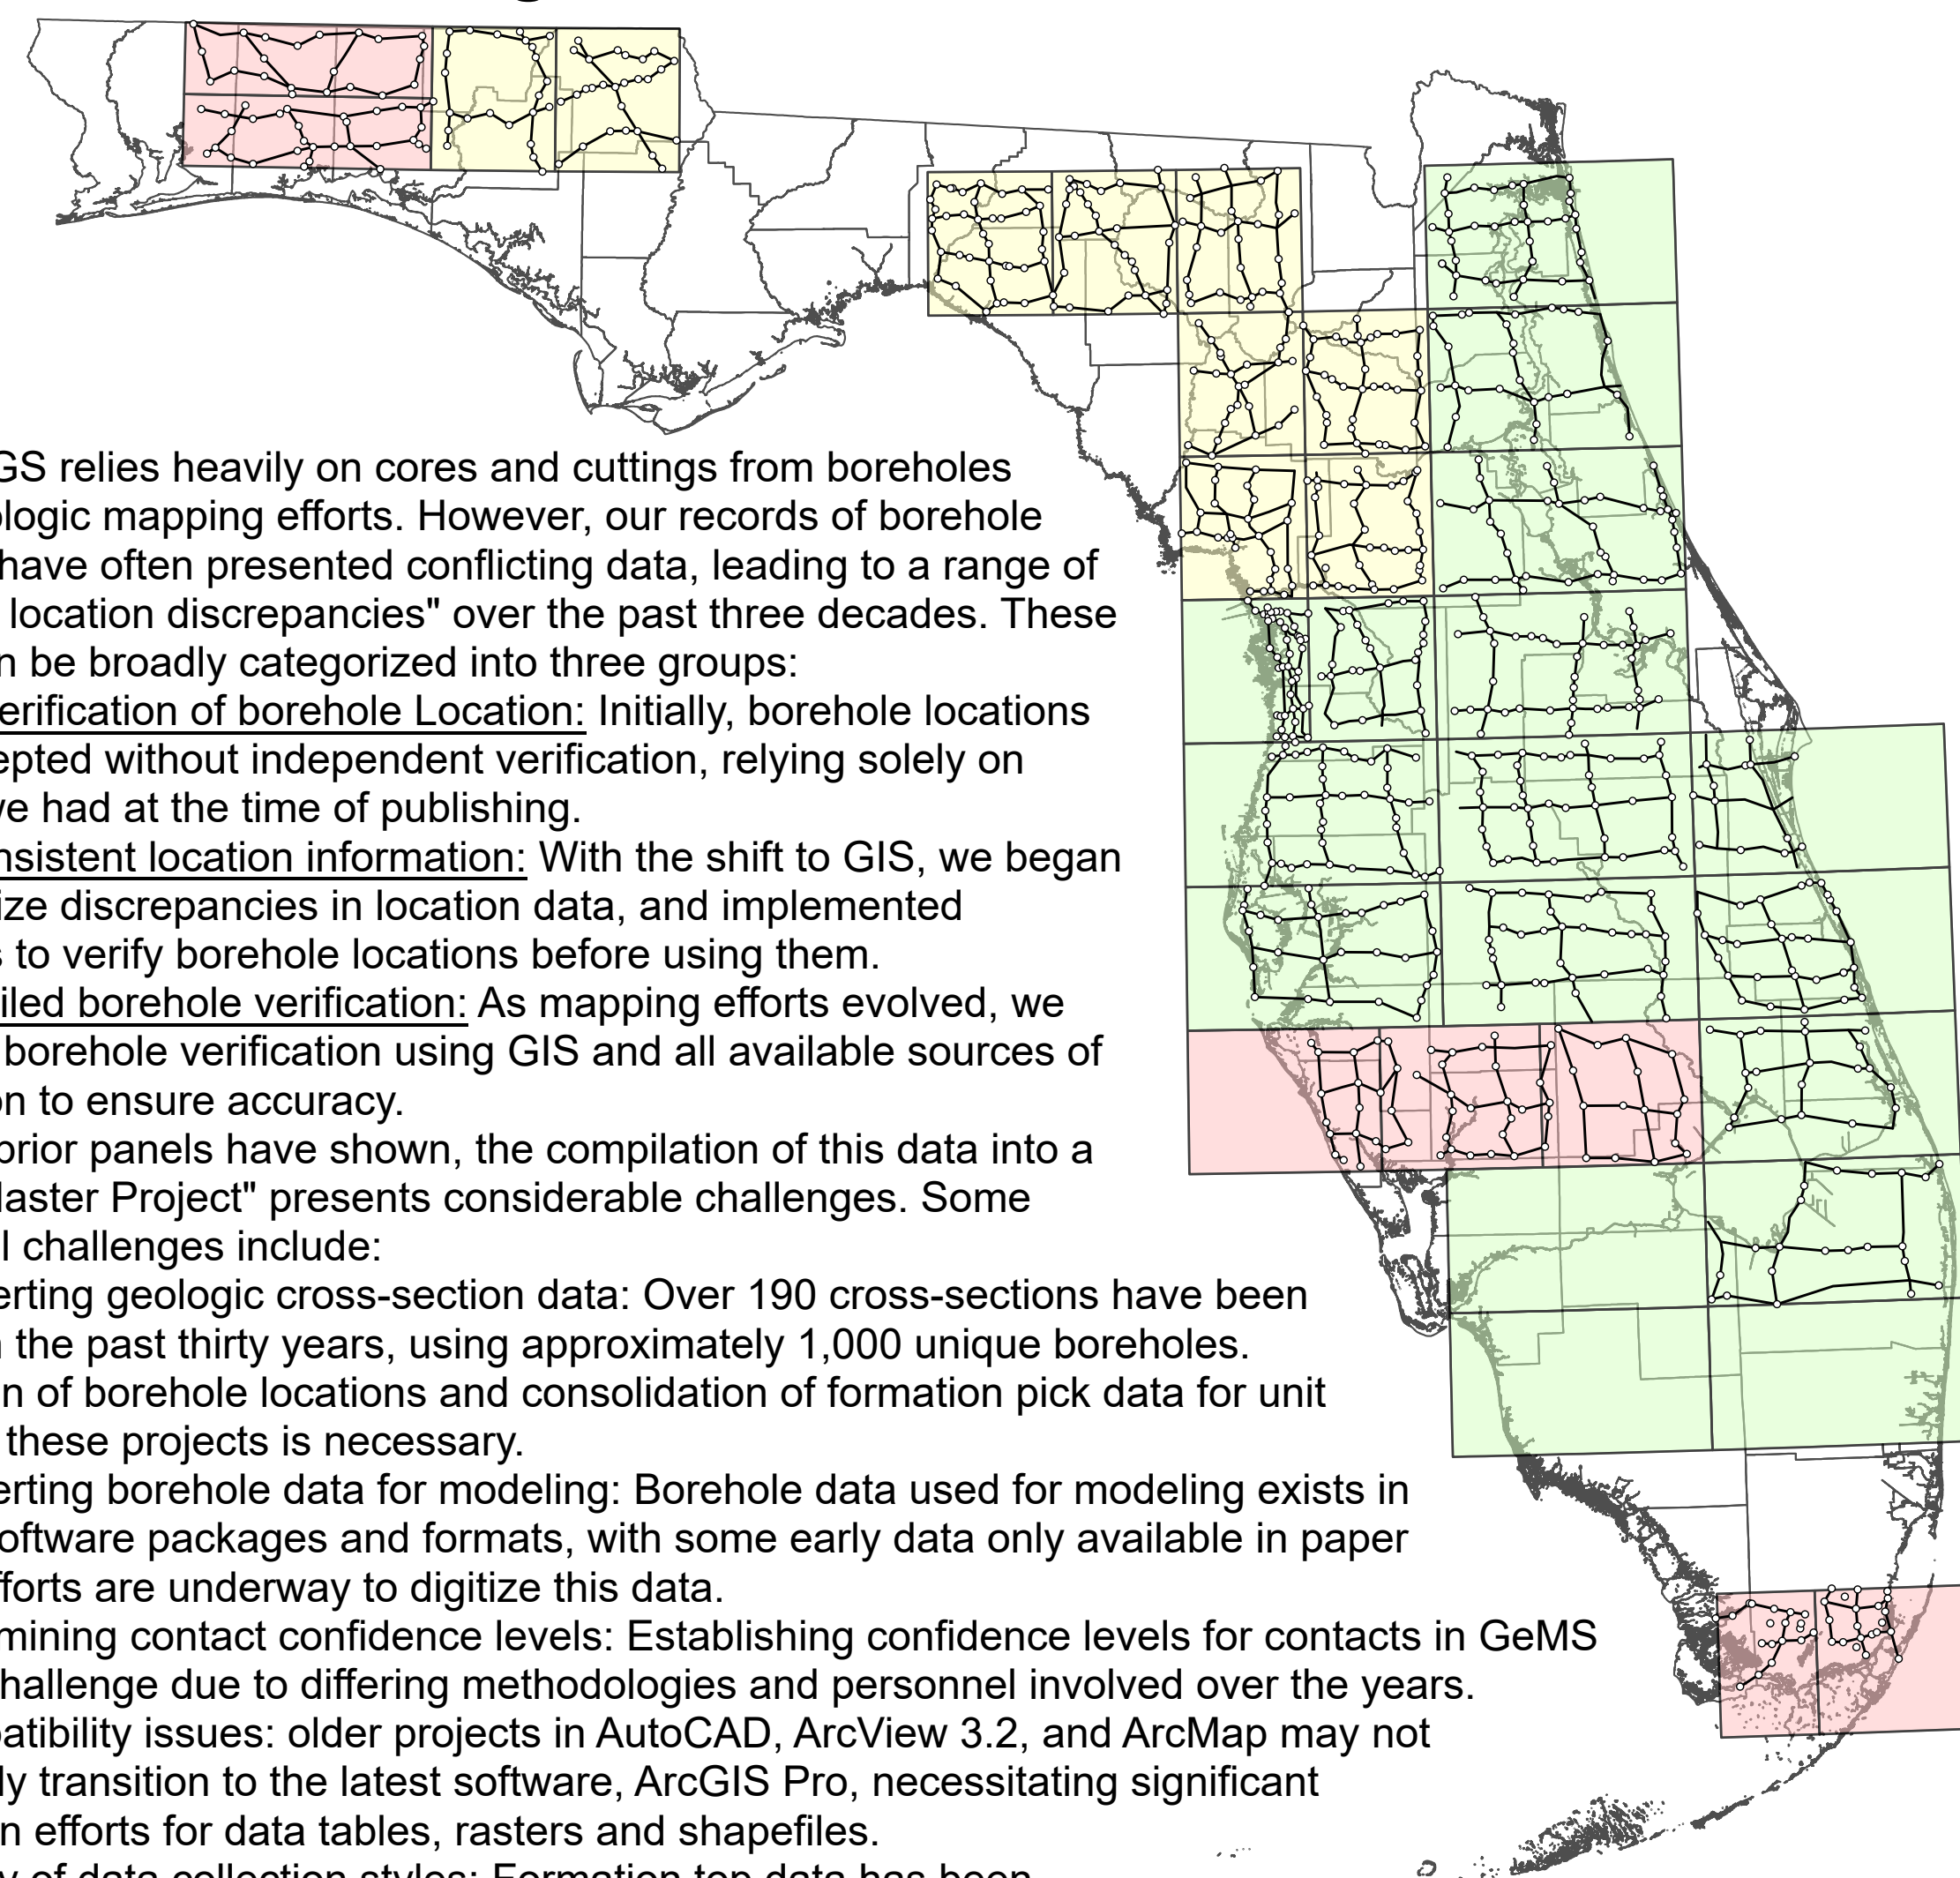 GS relies heavily on cores and cuttings from boreholes
ologic mapping efforts. However, our records of borehole
have often presented conflicting data, leading to a range of
location discrepancies" over the past three decades. These
n be broadly categorized into three groups:
erification of borehole Location: Initially, borehole locations
epted without independent verification, relying solely on
we had at the time of publishing.
nsistent location information: With the shift to GIS, we began
ize discrepancies in location data, and implemented
s to verify borehole locations before using them.
iled borehole verification: As mapping efforts evolved, we
borehole verification using GIS and all available sources of
on to ensure accuracy.
prior panels have shown, the compilation of this data into a
laster Project" presents considerable challenges. Some
l challenges include:
erting geologic cross-section data: Over 190 cross-sections have been
n the past thirty years, using approximately 1,000 unique boreholes.
n of borehole locations and consolidation of formation pick data for unit
these projects is necessary.
erting borehole data for modeling: Borehole data used for modeling exists in
oftware packages and formats, with some early data only available in paper
fforts are underway to digitize this data.
mining contact confidence levels: Establishing confidence levels for contacts in GeMS
hallenge due to differing methodologies and personnel involved over the years.
patibility issues: older projects in AutoCAD, ArcView 3.2, and ArcMap may not
ly transition to the latest software, ArcGIS Pro, necessitating significant
n efforts for data tables, rasters and shapefiles.
y of data collection styles: Formation top data has been